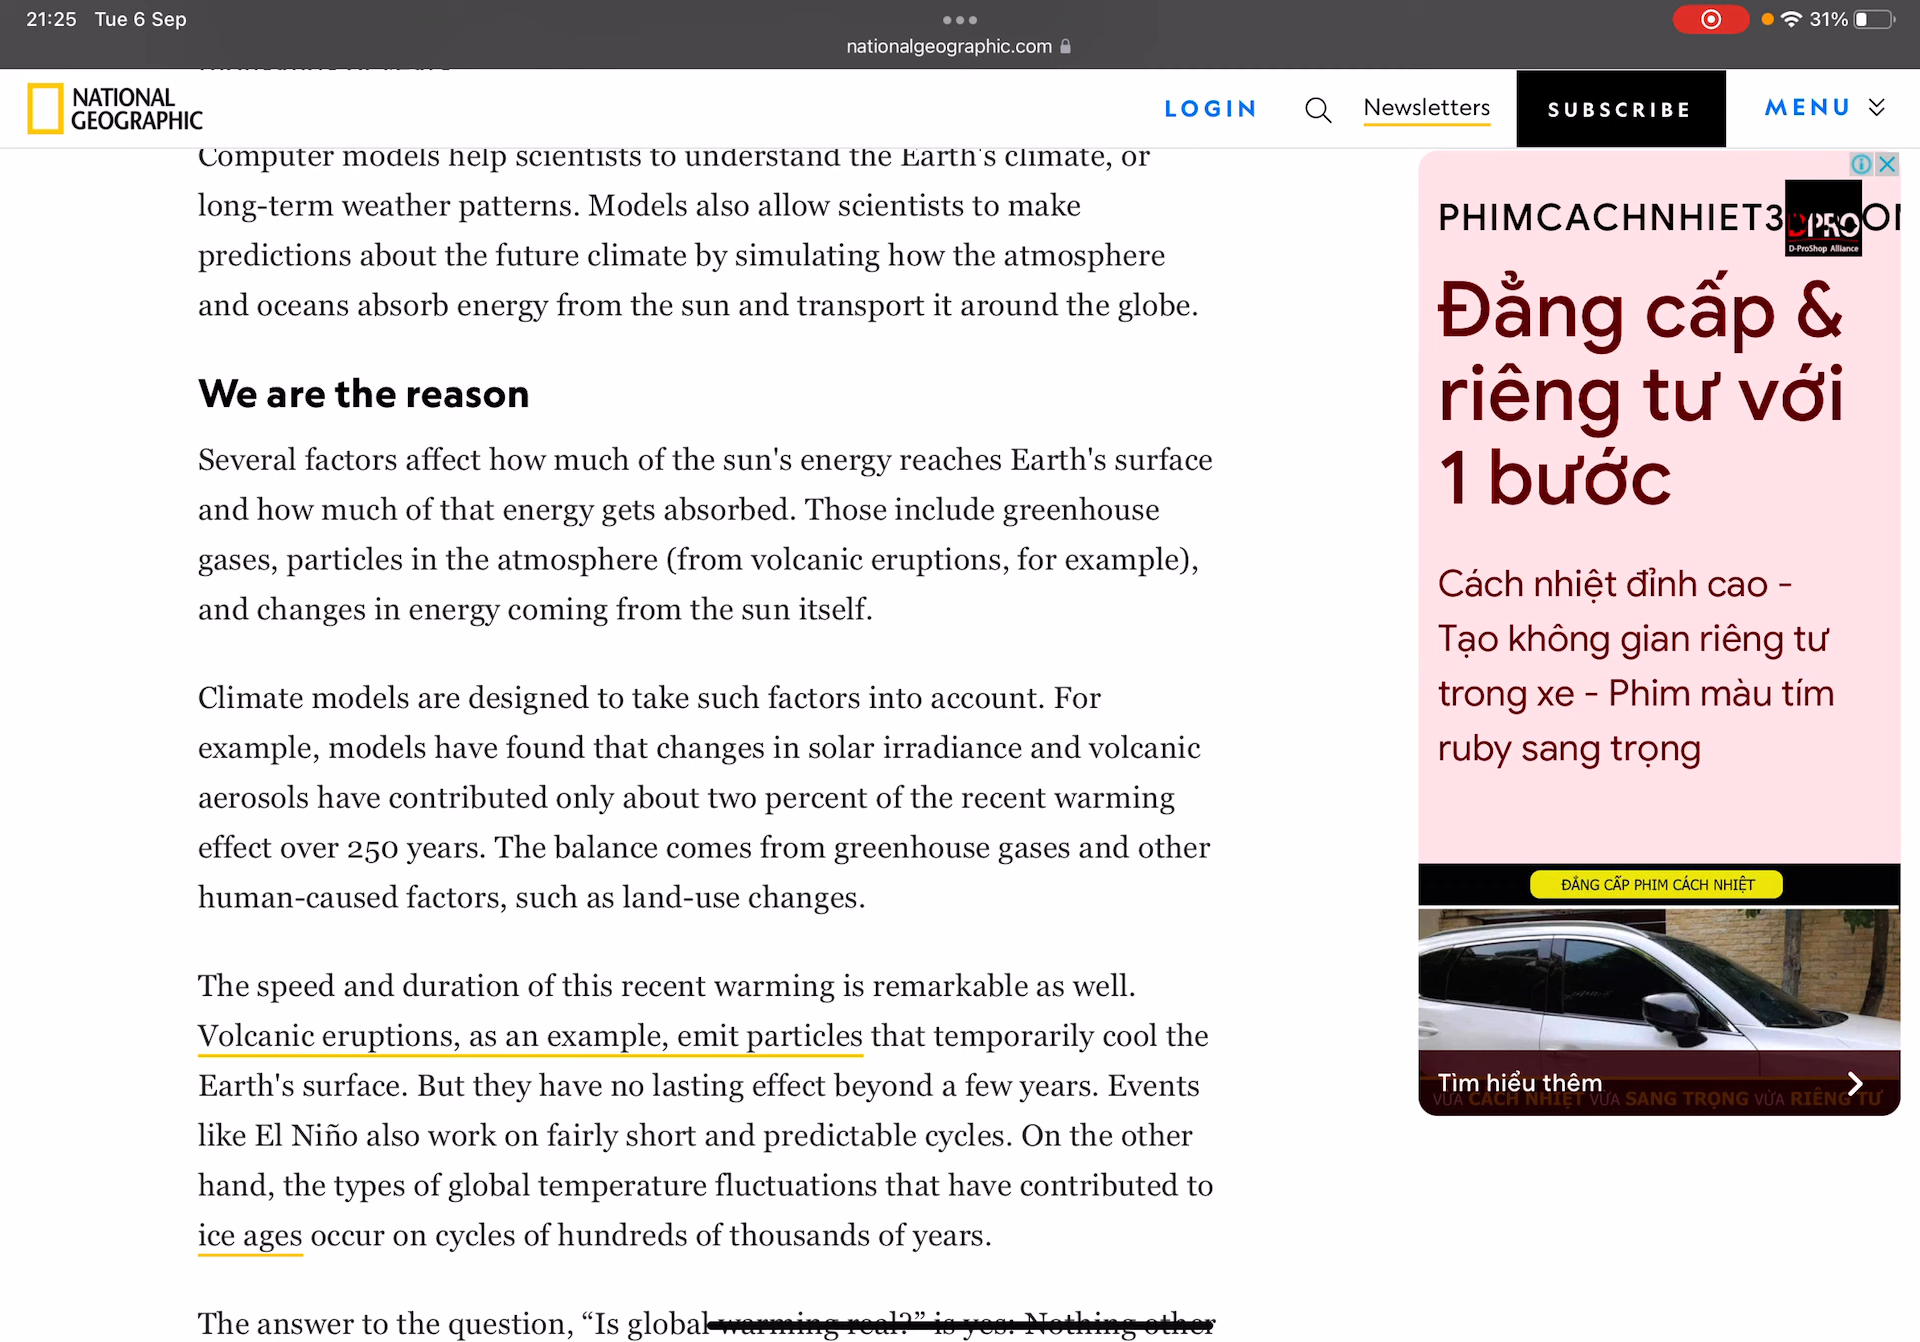 21:25 Tue 6 Sep
nationalgeographic.com
31%
NATIONAL
GEOGRAPHIC
LOGIN
Newsletters
SUBSCRIBE
MENU
Computer models help scientists to understand the Earth's climate, or
long-term weather patterns. Models also allow scientists to make
predictions about the future climate by simulating how the atmosphere
and oceans absorb energy from the sun and transport it around the globe.
We are the reason
Several factors affect how much of the sun's energy reaches Earth's surface
and how much of that energy gets absorbed. Those include greenhouse
gases, particles in the atmosphere (from volcanic eruptions, for example),
and changes in energy coming from the sun itself.
Climate models are designed to take such factors into account. For
example, models have found that changes in solar irradiance and volcanic
aerosols have contributed only about two percent of the recent warming
effect over 250 years. The balance comes from greenhouse gases and other
human-caused factors, such as land-use changes.
The speed and duration of this recent warming is remarkable as well.
Volcanic eruptions, as an example, emit particles that temporarily cool the
Earth's surface. But they have no lasting effect beyond a few years. Events
like El Niño also work on fairly short and predictable cycles. On the other
hand, the types of global temperature fluctuations that have contributed to
ice ages occur on cycles of hundreds of thousands of years.
The answer to the question, “Is global warming real?” is yes: Nothing other
PHIMCACHNHIET3
DPRO
D-ProShop Alliance
Đẳng cấp &
riêng tư với
1 bước
Cách nhiệt đỉnh cao -
Tạo không gian riêng tư
trong xe - Phim màu tím
ruby sang trọng
ĐẲNG CẤP PHIM CÁCH NHIỆT
Tìm hiểu thêm
VỪA CÁCH NHIỆT VỪA SANG TRỌNG VỪA RIÊNG TƯ